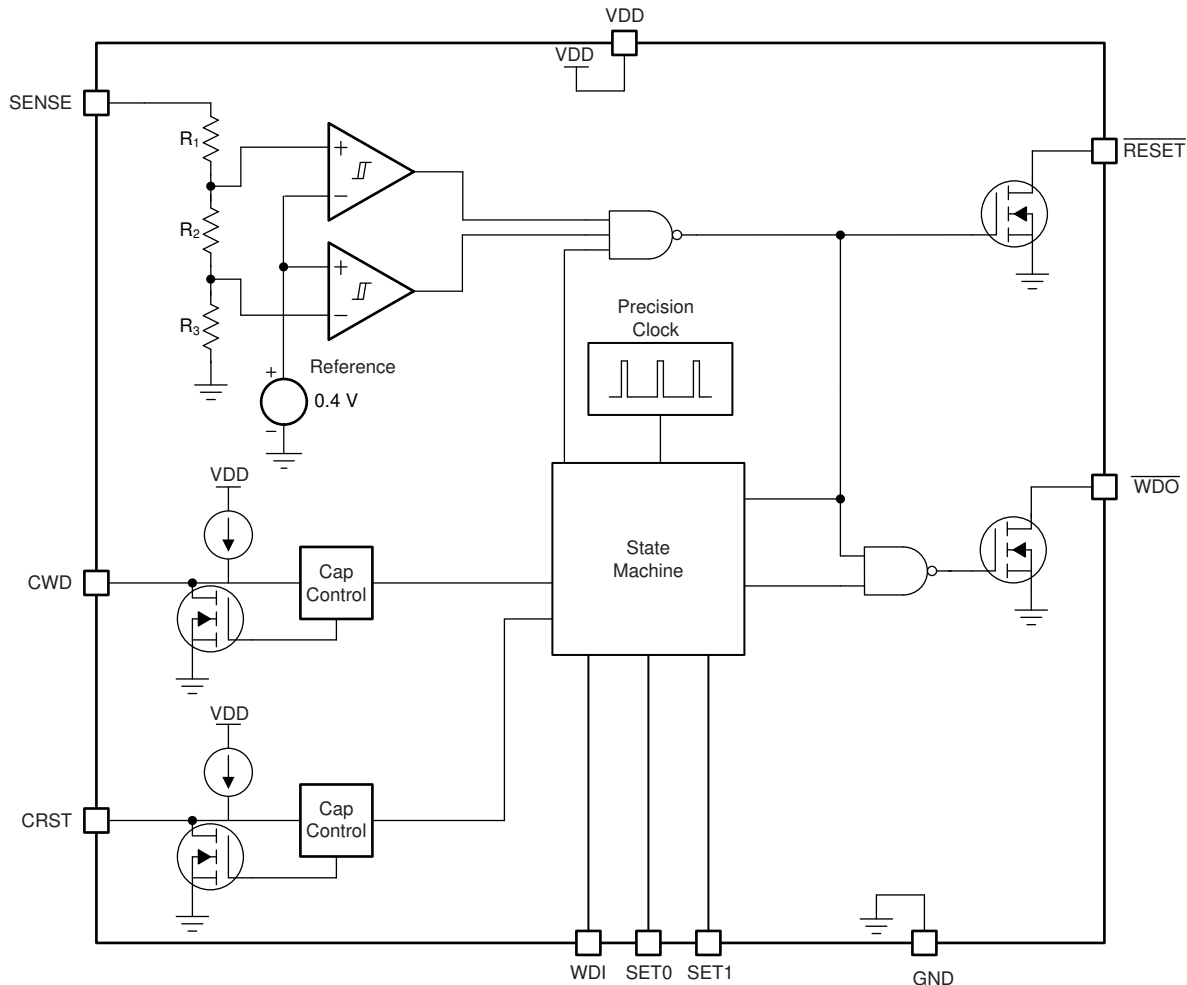 VDD
VDD
SENSE
R1
RESET
R2
R3
Precision
Clock
Reference
0.4 V
VDD
WDO
State
Machine
Cap
Control
CWD
VDD
Cap
Control
CRST
WDI
SET0
SET1
GND